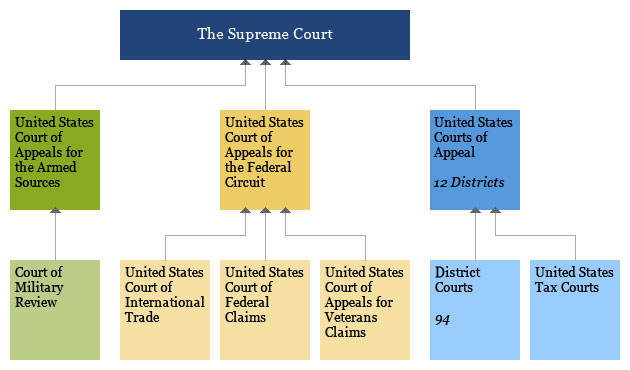 The Supreme Court
United States
Court of
Appeals for
the Armed
Sources
United States
Court of
Appeals for
the Federal
Circuit
United States
Courts of
Appeal
12 Districts
Court of
Military
Review
United States
Court of
International
Trade
United States
Court of
Federal
Claims
United States
Court of
Appeals for
Veterans
Claims
District
Courts
94
United States
Tax Courts